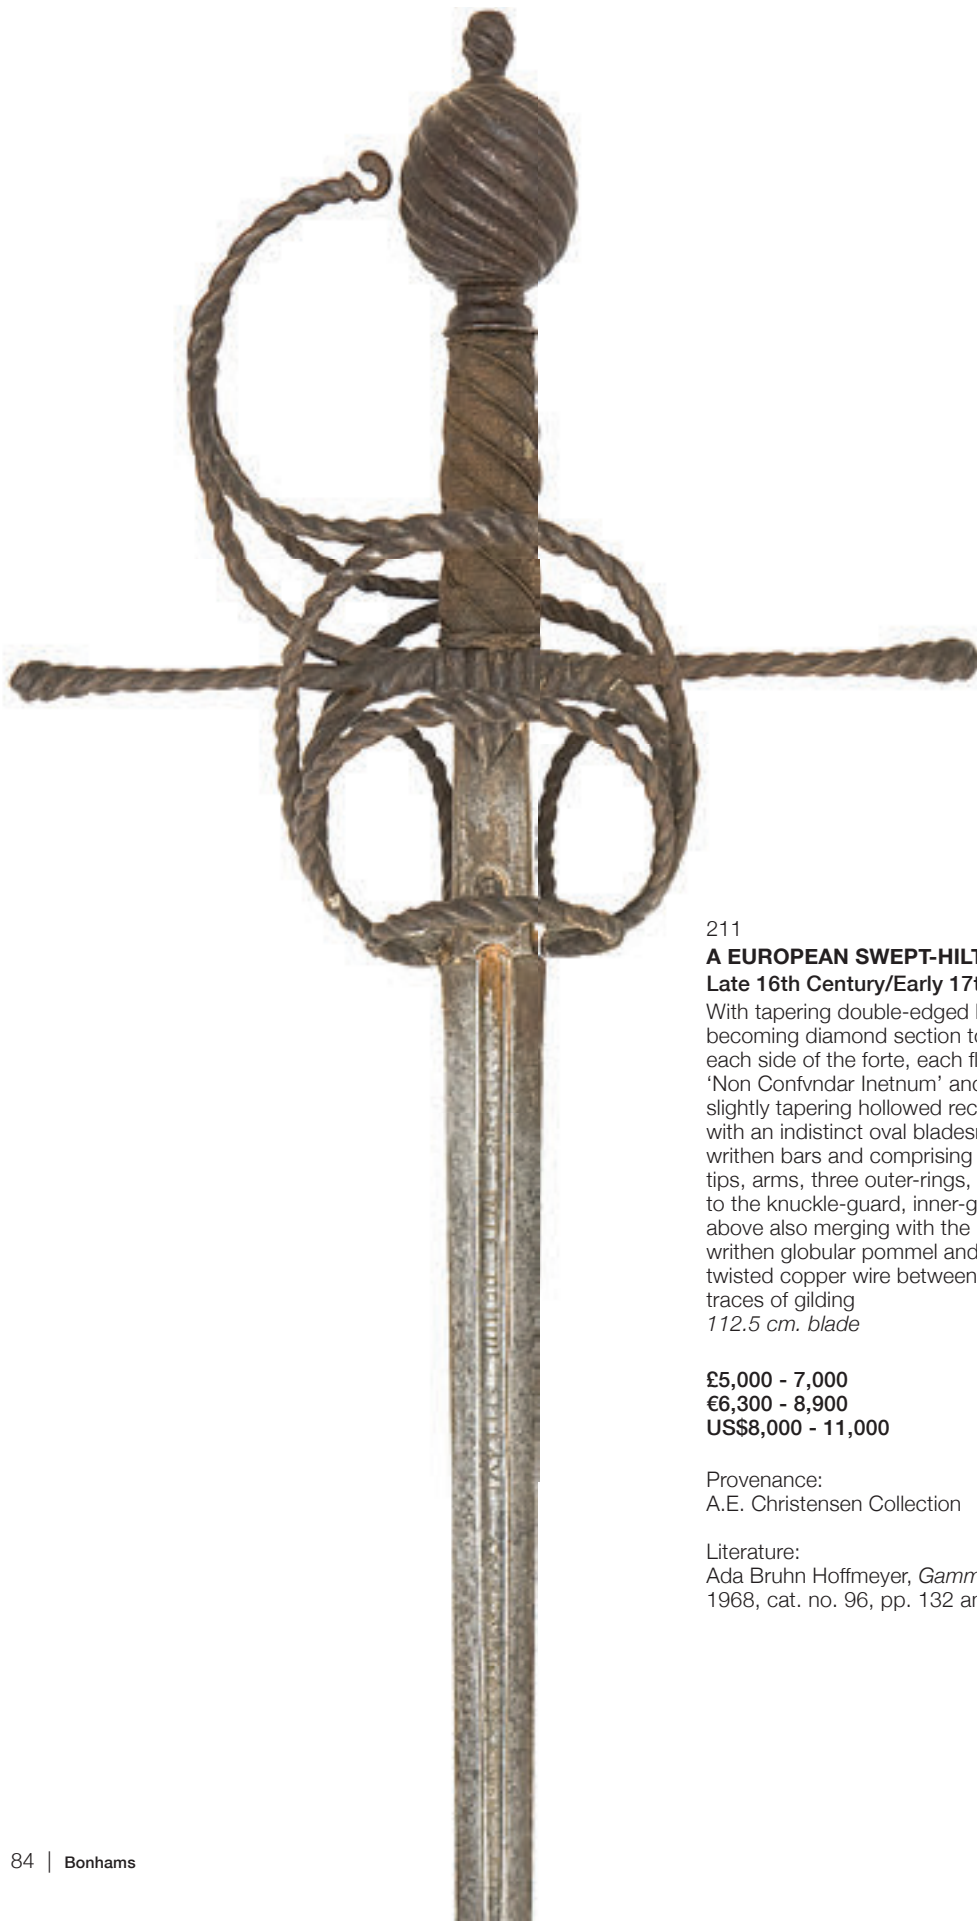 211
A EUROPEAN SWEPT-HILT
Late 16th Century/Early 17t
With tapering double-edged
becoming diamond section to
each side of the forte, each fl
‘Non Confvndar Inetnum’ and
slightly tapering hollowed rec
with an indistinct oval bladesm
writhen bars and comprising
tips, arms, three outer-rings,
to the knuckle-guard, inner-g
above also merging with the
writhen globular pommel and
twisted copper wire between
traces of gilding
112.5 cm. blade
£5,000 - 7,000
€6,300 - 8,900
US$8,000 - 11,000
Provenance:
A.E. Christensen Collection
Literature:
Ada Bruhn Hoffmeyer, Gamm
1968, cat. no. 96, pp. 132 an
84 | Bonhams